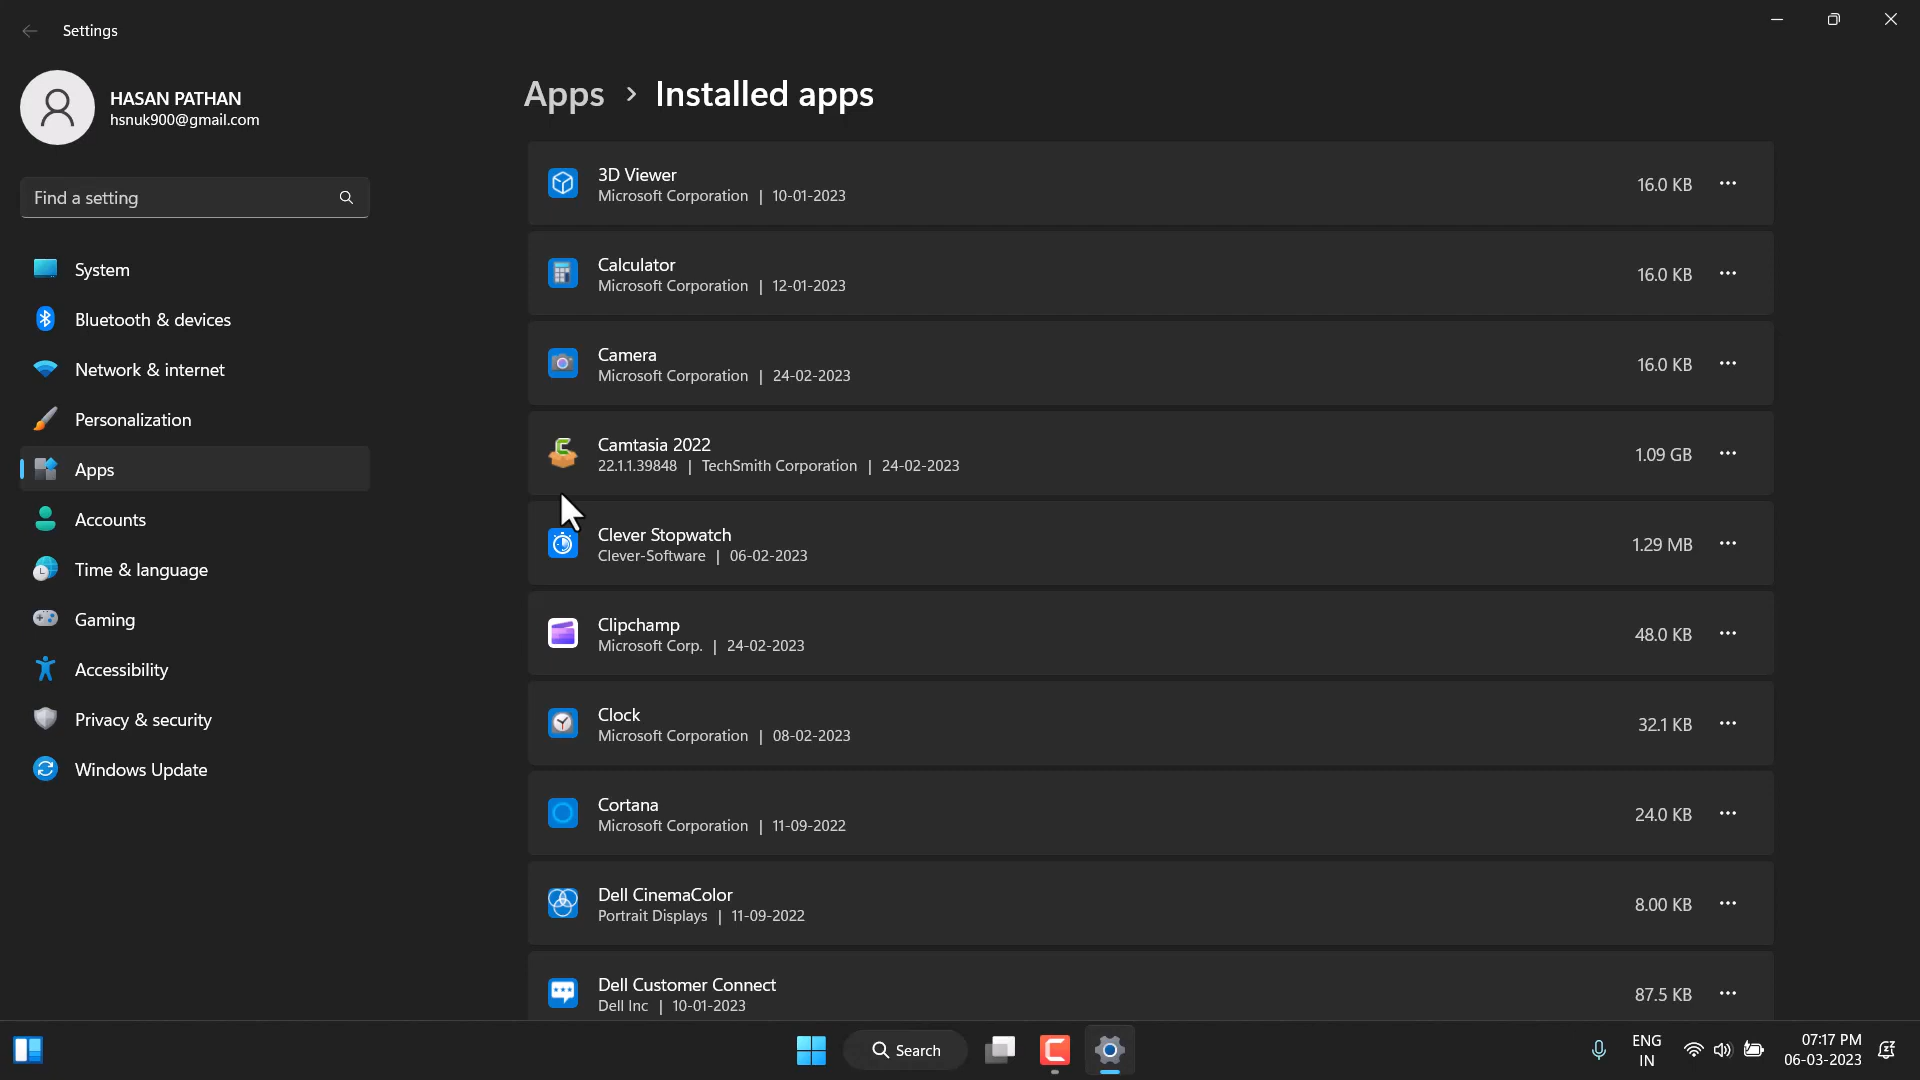 Settings
HASAN PATHAN
hsnuk900@gmail.com
Find a setting
System
Bluetooth & devices
Network & internet
Personalization
Apps
Accounts
Time & language
Gaming
Accessibility
Privacy & security
Windows Update
Apps > Installed apps
3D Viewer
Microsoft Corporation | 10-01-2023
16.0 KB
Calculator
Microsoft Corporation | 12-01-2023
16.0 KB
Camera
Microsoft Corporation | 24-02-2023
16.0 KB
Camtasia 2022
22.1.1.39848 | TechSmith Corporation | 24-02-2023
1.09 GB
Clever Stopwatch
Clever-Software | 06-02-2023
1.29 MB
Clipchamp
Microsoft Corp. | 24-02-2023
48.0 KB
Clock
Microsoft Corporation | 08-02-2023
32.1 KB
Cortana
Microsoft Corporation | 11-09-2022
24.0 KB
Dell CinemaColor
Portrait Displays | 11-09-2022
8.00 KB
Dell Customer Connect
Dell Inc | 10-01-2023
87.5 KB
Search
ENG
IN
07:17 PM
06-03-2023